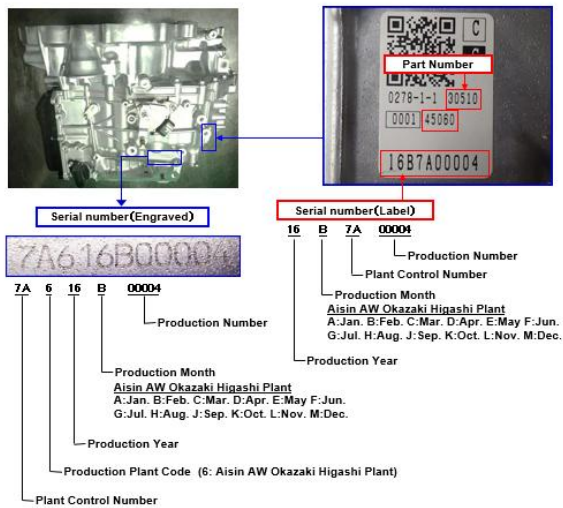 C
Part Number
0278-1-1 30510
0001 45060
16B7A00004
Serial number(Engraved)
Serial number(Label)
7A616B00004
16 B 7A 00004
Production Number
Plant Control Number
Production Month
Aisin AW Okazaki Higashi Plant
A:Jan. B:Feb. C:Mar. D:Apr. E:May F:Jun.
G:Jul. H:Aug. J:Sep. K:Oct. L:Nov. M:Dec.
Production Year
7A 6 16 B 00004
Production Number
Production Month
Aisin AW Okazaki Higashi Plant
A:Jan. B:Feb. C:Mar. D:Apr. E:May F:Jun.
G:Jul. H:Aug. J:Sep. K:Oct. L:Nov. M:Dec.
Production Year
Production Plant Code (6: Aisin AW Okazaki Higashi Plant)
Plant Control Number